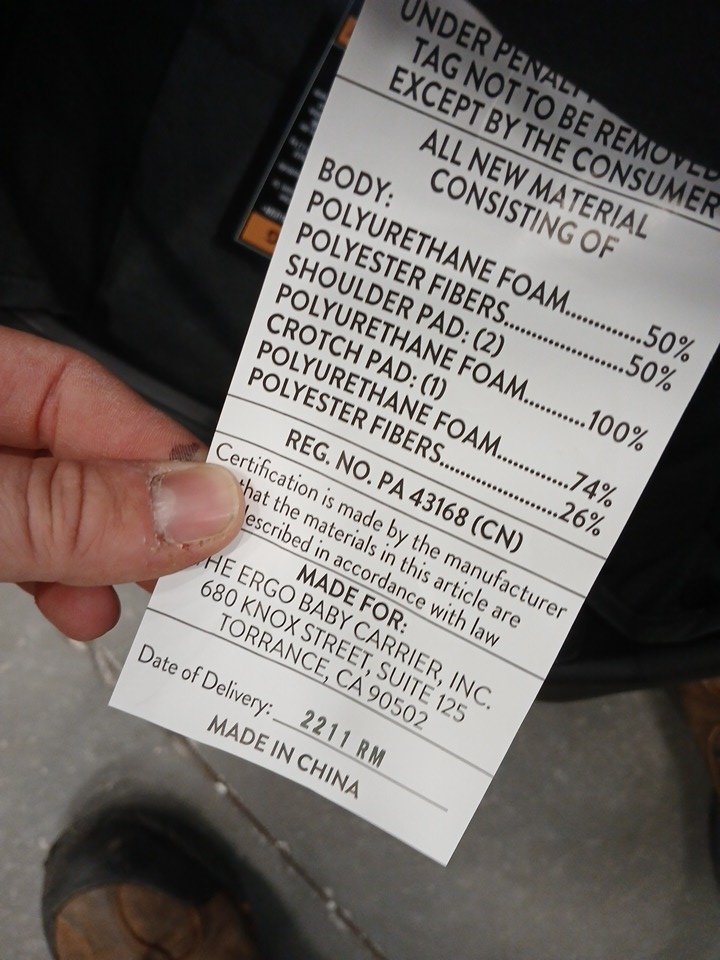 UNDER PENALT
TAG NOT TO BE REMOVED
EXCEPT BY THE CONSUMER
ALL NEW MATERIAL
CONSISTING OF
BODY:
POLYURETHANE FOAM............50%
POLYESTER FIBERS...................50%
SHOULDER PAD: (2)
POLYURETHANE FOAM..........100%
CROTCH PAD: (1)
POLYURETHANE FOAM............74%
POLYESTER FIBERS...................26%
REG. NO. PA 43168 (CN)
Certification is made by the manufacturer
that the materials in this article are
described in accordance with law
MADE FOR:
THE ERGO BABY CARRIER, INC.
680 KNOX STREET, SUITE 125
TORRANCE, CA 90502
Date of Delivery: 2211 RM
MADE IN CHINA